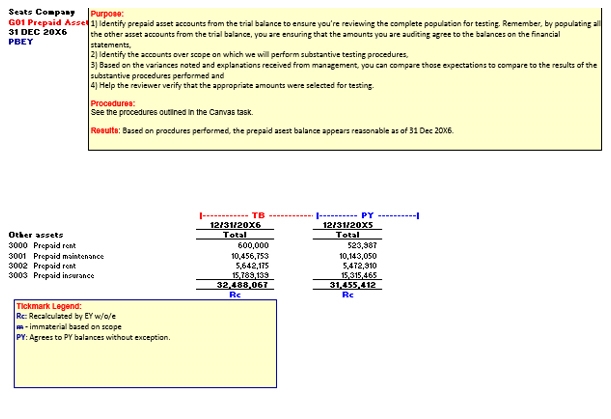 Seats Company
G01 Prepaid Asset
31 DEC 20X6
PBEY
Purpose:
1) Identify prepaid asset accounts from the trial balance to ensure you're reviewing the complete population for testing. Remember, by populating all
the other asset accounts from the trial balance, you are ensuring that the amounts you are auditing agree to the balances on the financial
statements,
2) Identify the accounts over scope on which we will perform substantive testing procedures,
3) Based on the variances noted and explanations received from management, you can compare those expectations to compare to the results of the
substantive procedures performed and
4) Help the reviewer verify that the appropriate amounts were selected for testing.
Procedures:
See the procedures outlined in the Canvas task.
Results: Based on procdures performed, the prepaid asest balance appears reasonable as of 31 Dec 20X6.
|----------- TB -----------|----------- PY -----------|
12/31/20X6 12/31/20X5
Other assets Total Total
3000 Prepaid rent 600,000 523,987
3001 Prepaid maintenance 10,456,753 10,143,050
3002 Prepaid rent 5,642,175 5,472,910
3003 Prepaid insurance 15,789,139 15,315,465
32,488,067 31,455,412
Rc Rc
Tickmark Legend:
Rc: Recalculated by EY w/o/e
m - immaterial based on scope
PY: Agrees to PY balances without exception.